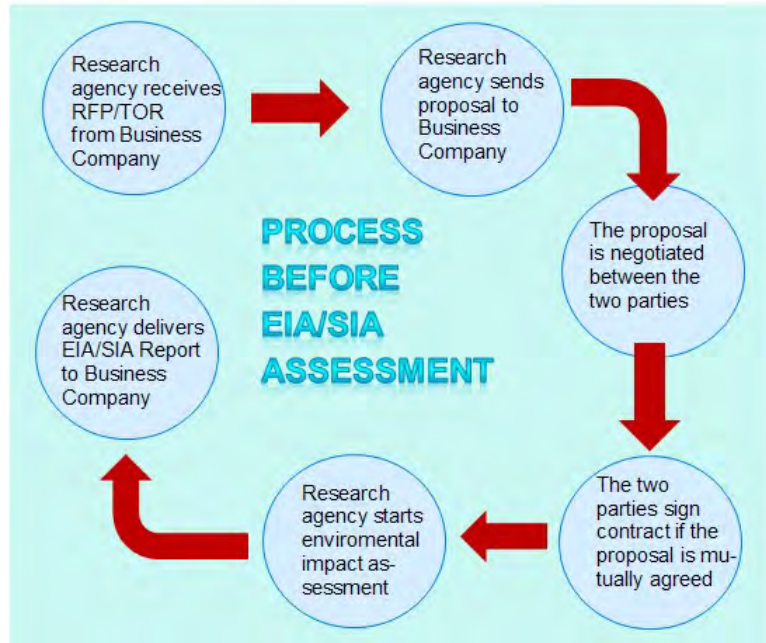 Research
agency receives
RFP/TOR
from Business
Company
Research
agency sends
proposal to
Business
Company
The proposal
is negotiated
between the
two parties
The two
parties sign
contract if the
proposal is mu-
tually agreed
Research
agency starts
enviromental
impact as-
sessment
Research
agency delivers
EIA/SIA Report
to Business
Company
PROCESS
BEFORE
EIA/SIA
ASSESSMENT